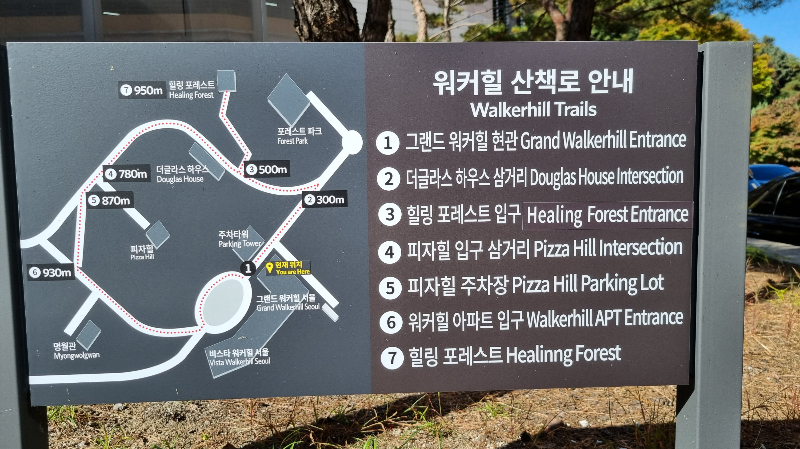 7 950m
힐링 포레스트
Healing Forest
포레스트 파크
Forest Park
4 780m
더글라스 하우스
Douglas House
3 500m
5 870m
2 300m
피자힐
Pizza Hill
주차타워
Parking Tower
1
현재 위치
You are Here
6 930m
그랜드 워커힐 서울
Grand Walkerhill Seoul
명월관
Myongwolgwan
비스타 워커힐 서울
Vista Walkerhill Seoul
워커힐 산책로 안내
Walkerhill Trails
1 그랜드 워커힐 현관 Grand Walkerhill Entrance
2 더글라스 하우스 삼거리 Douglas House Intersection
3 힐링 포레스트 입구 Healing Forest Entrance
4 피자힐 입구 삼거리 Pizza Hill Intersection
5 피자힐 주차장 Pizza Hill Parking Lot
6 워커힐 아파트 입구 Walkerhill APT Entrance
7 힐링 포레스트 Healinng Forest